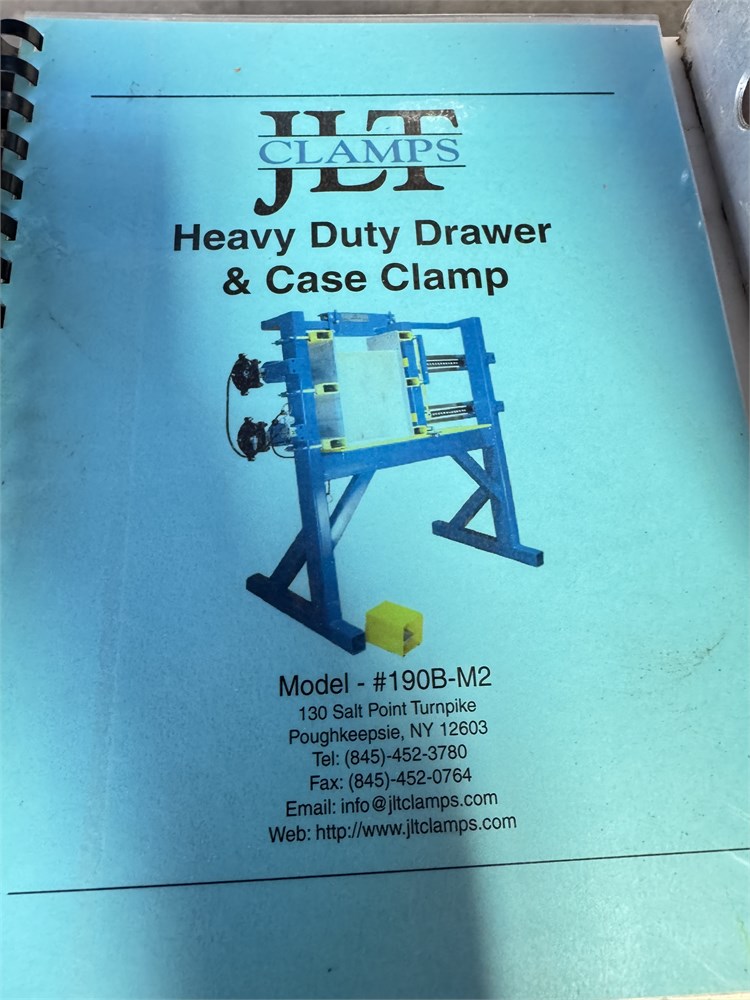 JLT
CLAMPS
Heavy Duty Drawer
& Case Clamp
Model - #190B-M2
130 Salt Point Turnpike
Poughkeepsie, NY 12603
Tel: (845)-452-3780
Fax: (845)-452-0764
Email: info@jltclamps.com
Web: http://www.jltclamps.com